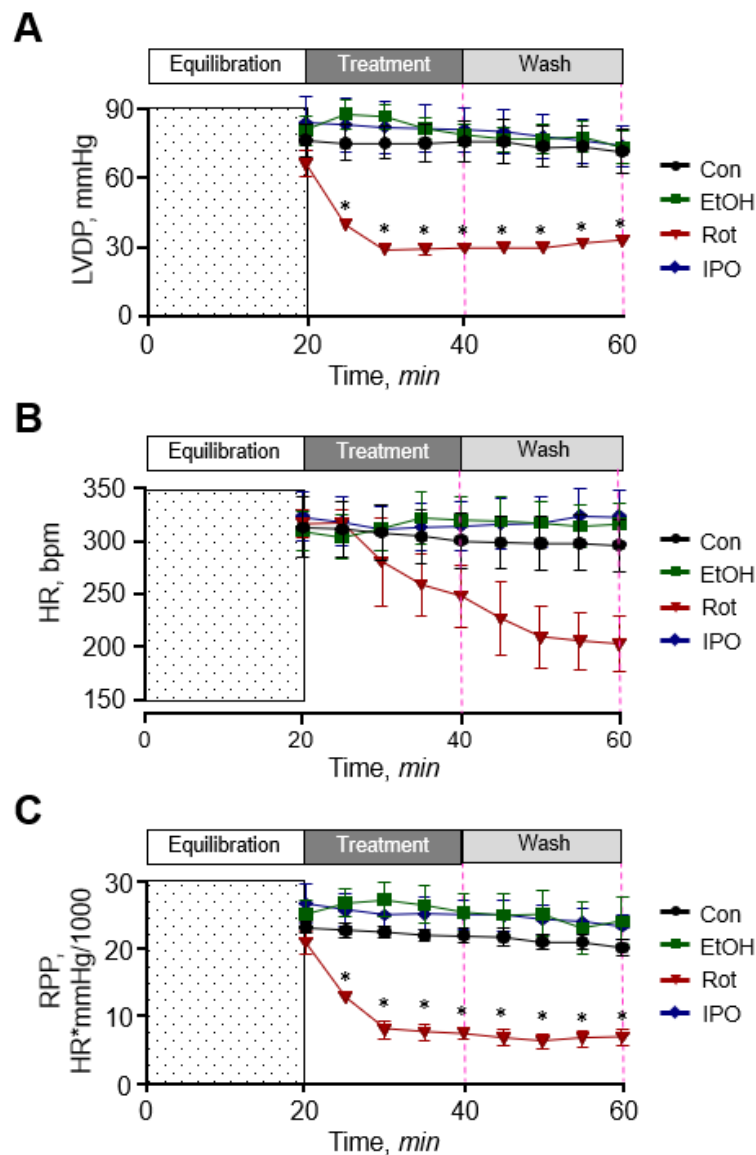 A
Equilibration Treatment Wash
90
60
30
0
LVDP, mmHg
* * * * * * * *
0 20 40 60
Time, min
Con
EtOH
Rot
IPO
B
Equilibration Treatment Wash
350
300
250
200
150
HR, bpm
0 20 40 60
Time, min
Con
EtOH
Rot
IPO
C
Equilibration Treatment Wash
30
20
10
0
RPP,
HR*mmHg/1000
* * * * * * * *
0 20 40 60
Time, min
Con
EtOH
Rot
IPO